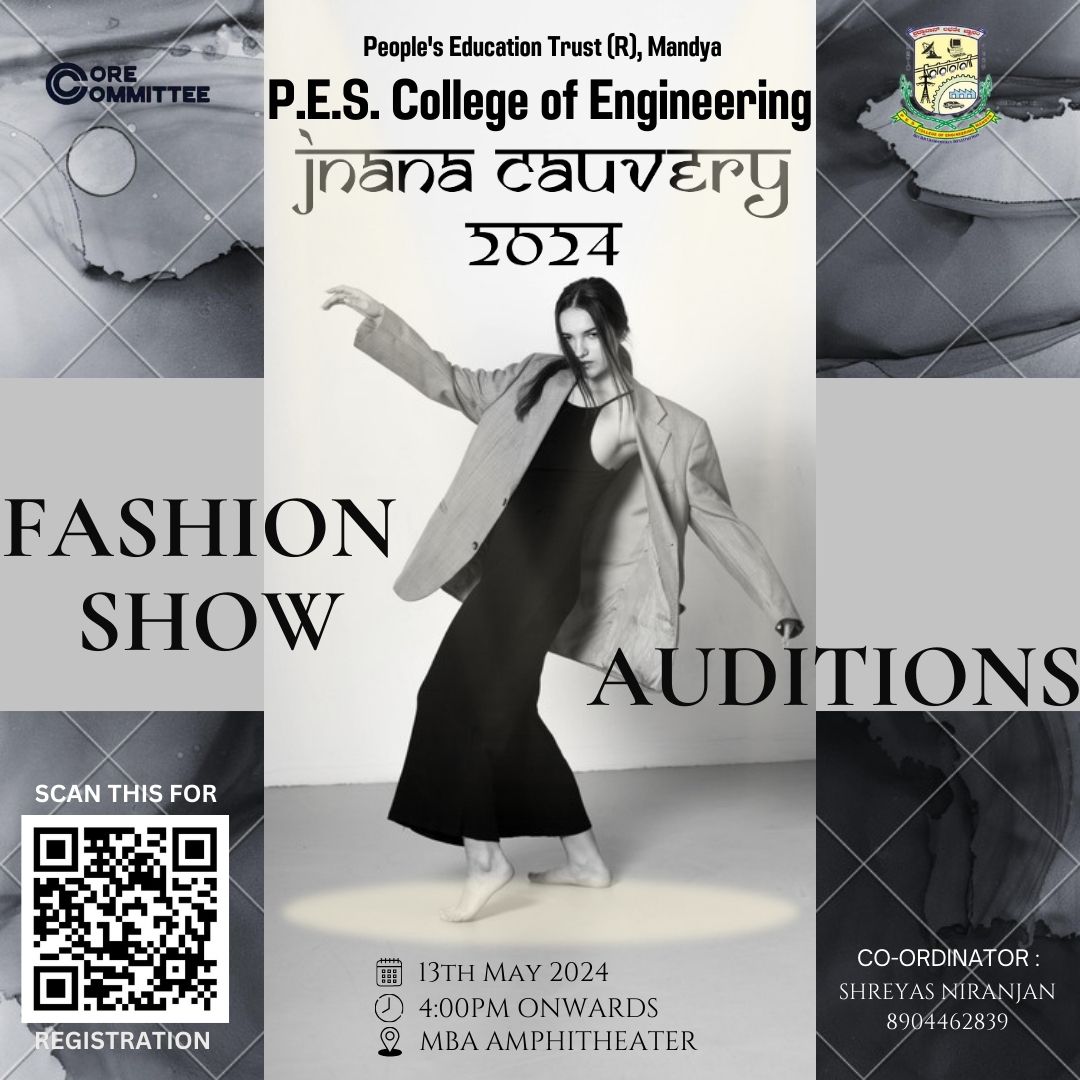 CORE
COMMITTEE
People's Education Trust (R), Mandya
P.E.S. College of Engineering
jnana cauvery
2024
FASHION
SHOW
AUDITIONS
SCAN THIS FOR
REGISTRATION
13TH MAY 2024
4:00PM ONWARDS
MBA AMPHITHEATER
CO-ORDINATOR :
SHREYAS NIRANJAN
8904462839